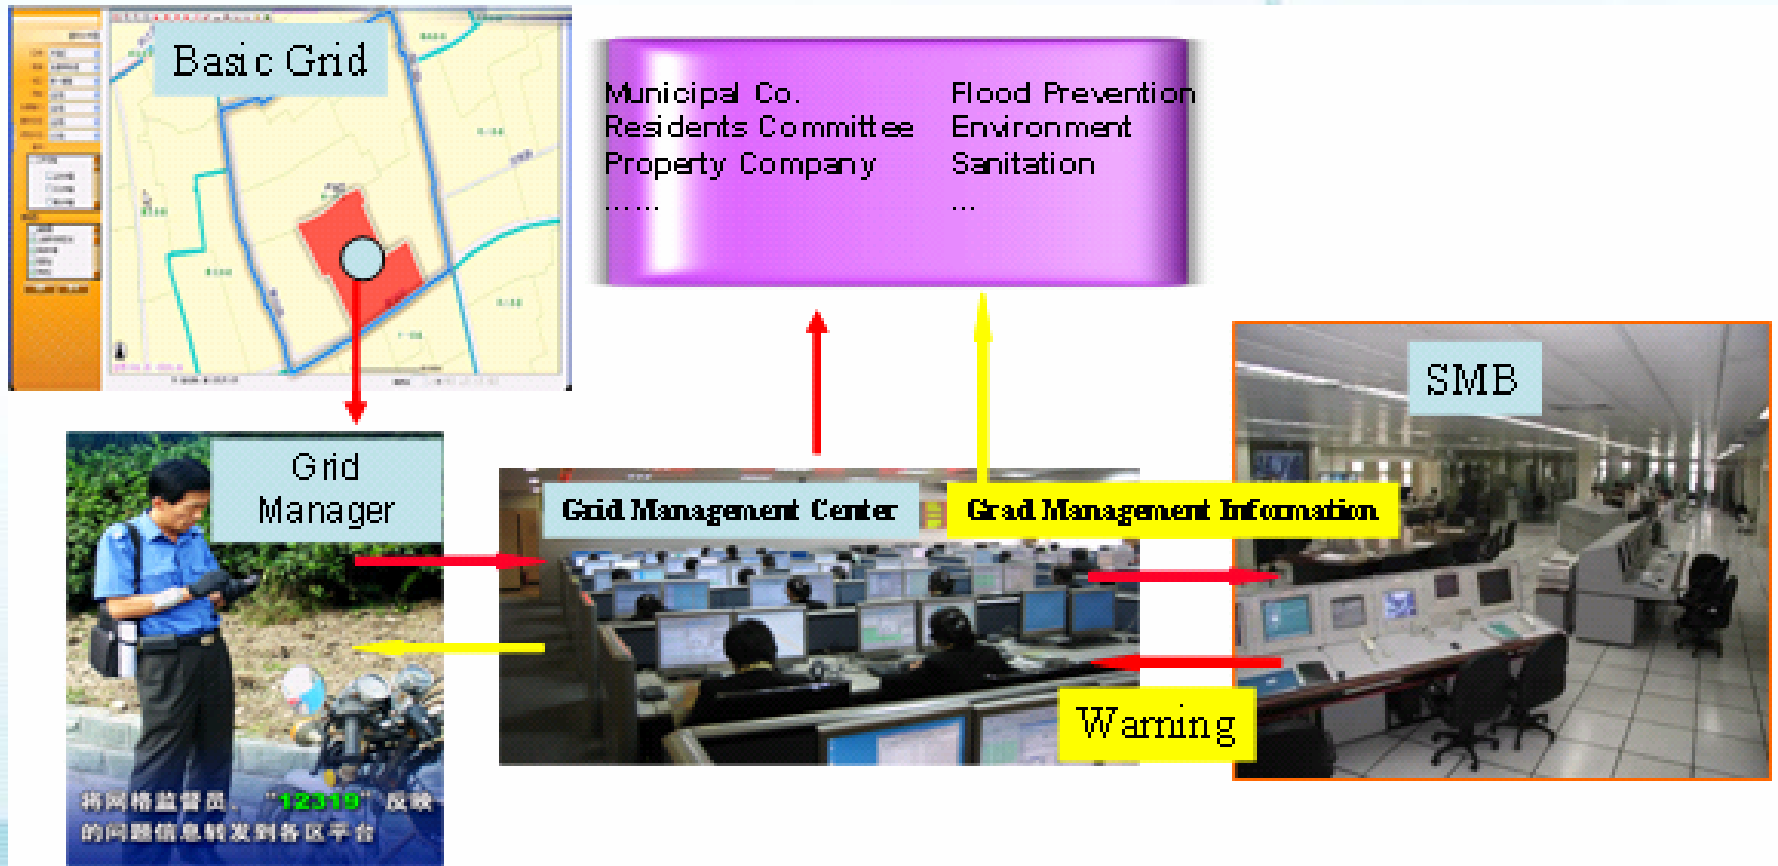 Basic Grid
Municipal Co.
Residents Committee
Property Company
......
Flood Prevention
Environment
Sanitation
...
SMB
Grid
Manager
Grid Management Center
Grad Management Information
Warning
将网格监督员、“12319”反映
的问题信息转发到各区平台